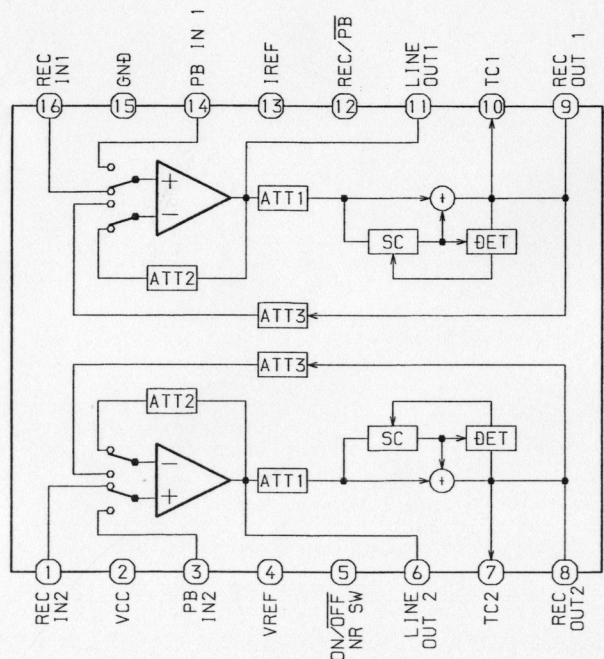 REC
IN1
GND
PB IN 1
IREF
REC/PB
LINE
OUT1
TC1
REC
OUT 1
16
15
14
13
12
11
10
9
+
−
ATT1
+
SC
DET
ATT2
ATT3
ATT3
ATT2
SC
DET
−
+
ATT1
+
1
2
3
4
5
6
7
8
REC
IN2
VCC
PB
IN2
VREF
ON/OFF
NR SW
LINE
OUT 2
TC2
REC
OUT2